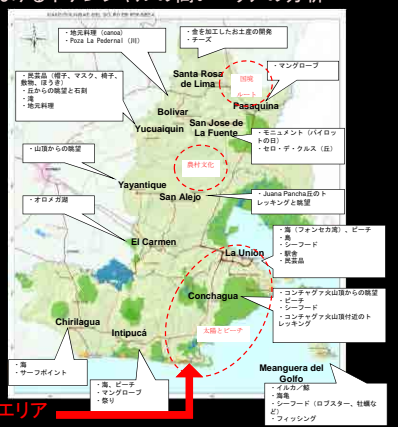 ・地元料理（canoa）
・Poza La Pedernal（川）
・金を加工したお土産の開発
・チーズ
Santa Rosa
de Lima
国境
ルート
・マングローブ
Pasaquina
・民芸品（帽子、マスク、椅子、
敷物、ほうき）
・丘からの眺望と石刻
・滝
・地元料理
Bolivar
San Jose de
La Fuente
Yucuaiquin
・モニュメント（パイロッ
トの日）
・セロ・デ・クルス（丘）
・山頂からの眺望
農村文化
Yayantique
San Alejo
・Juana Pancha丘のト
レッキングと眺望
・オロメガ湖
El Carmen
La Unión
・海（フォンセカ湾）、ビーチ
・島
・シーフード
・駅舎
・民芸品
Conchagua
・コンチャグァ火山頂からの眺望
・ビーチ
・シーフード
・コンチャグァ火山頂付近のト
レッキング
Chirilagua
Intipucá
太陽とビーチ
・海
・サーフポイント
・海、ビーチ
・マングローブ
・祭り
Meanguera del
Golfo
・イルカ／鯨
・海亀
・シーフード（ロブスター、牡蠣な
ど）
・フィッシング
エリア